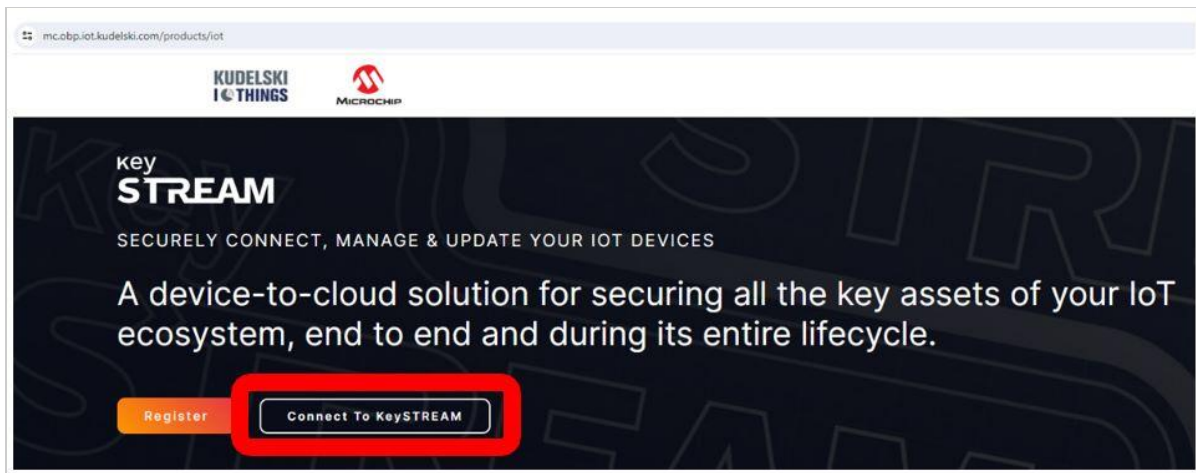 mc.obp.iot.kudelski.com/products/iot
KUDELSKI
IOTHINGS
MICROCHIP
Key
STREAM
SECURELY CONNECT, MANAGE & UPDATE YOUR IOT DEVICES
A device-to-cloud solution for securing all the key assets of your IoT
ecosystem, end to end and during its entire lifecycle.
Register
Connect To KeySTREAM